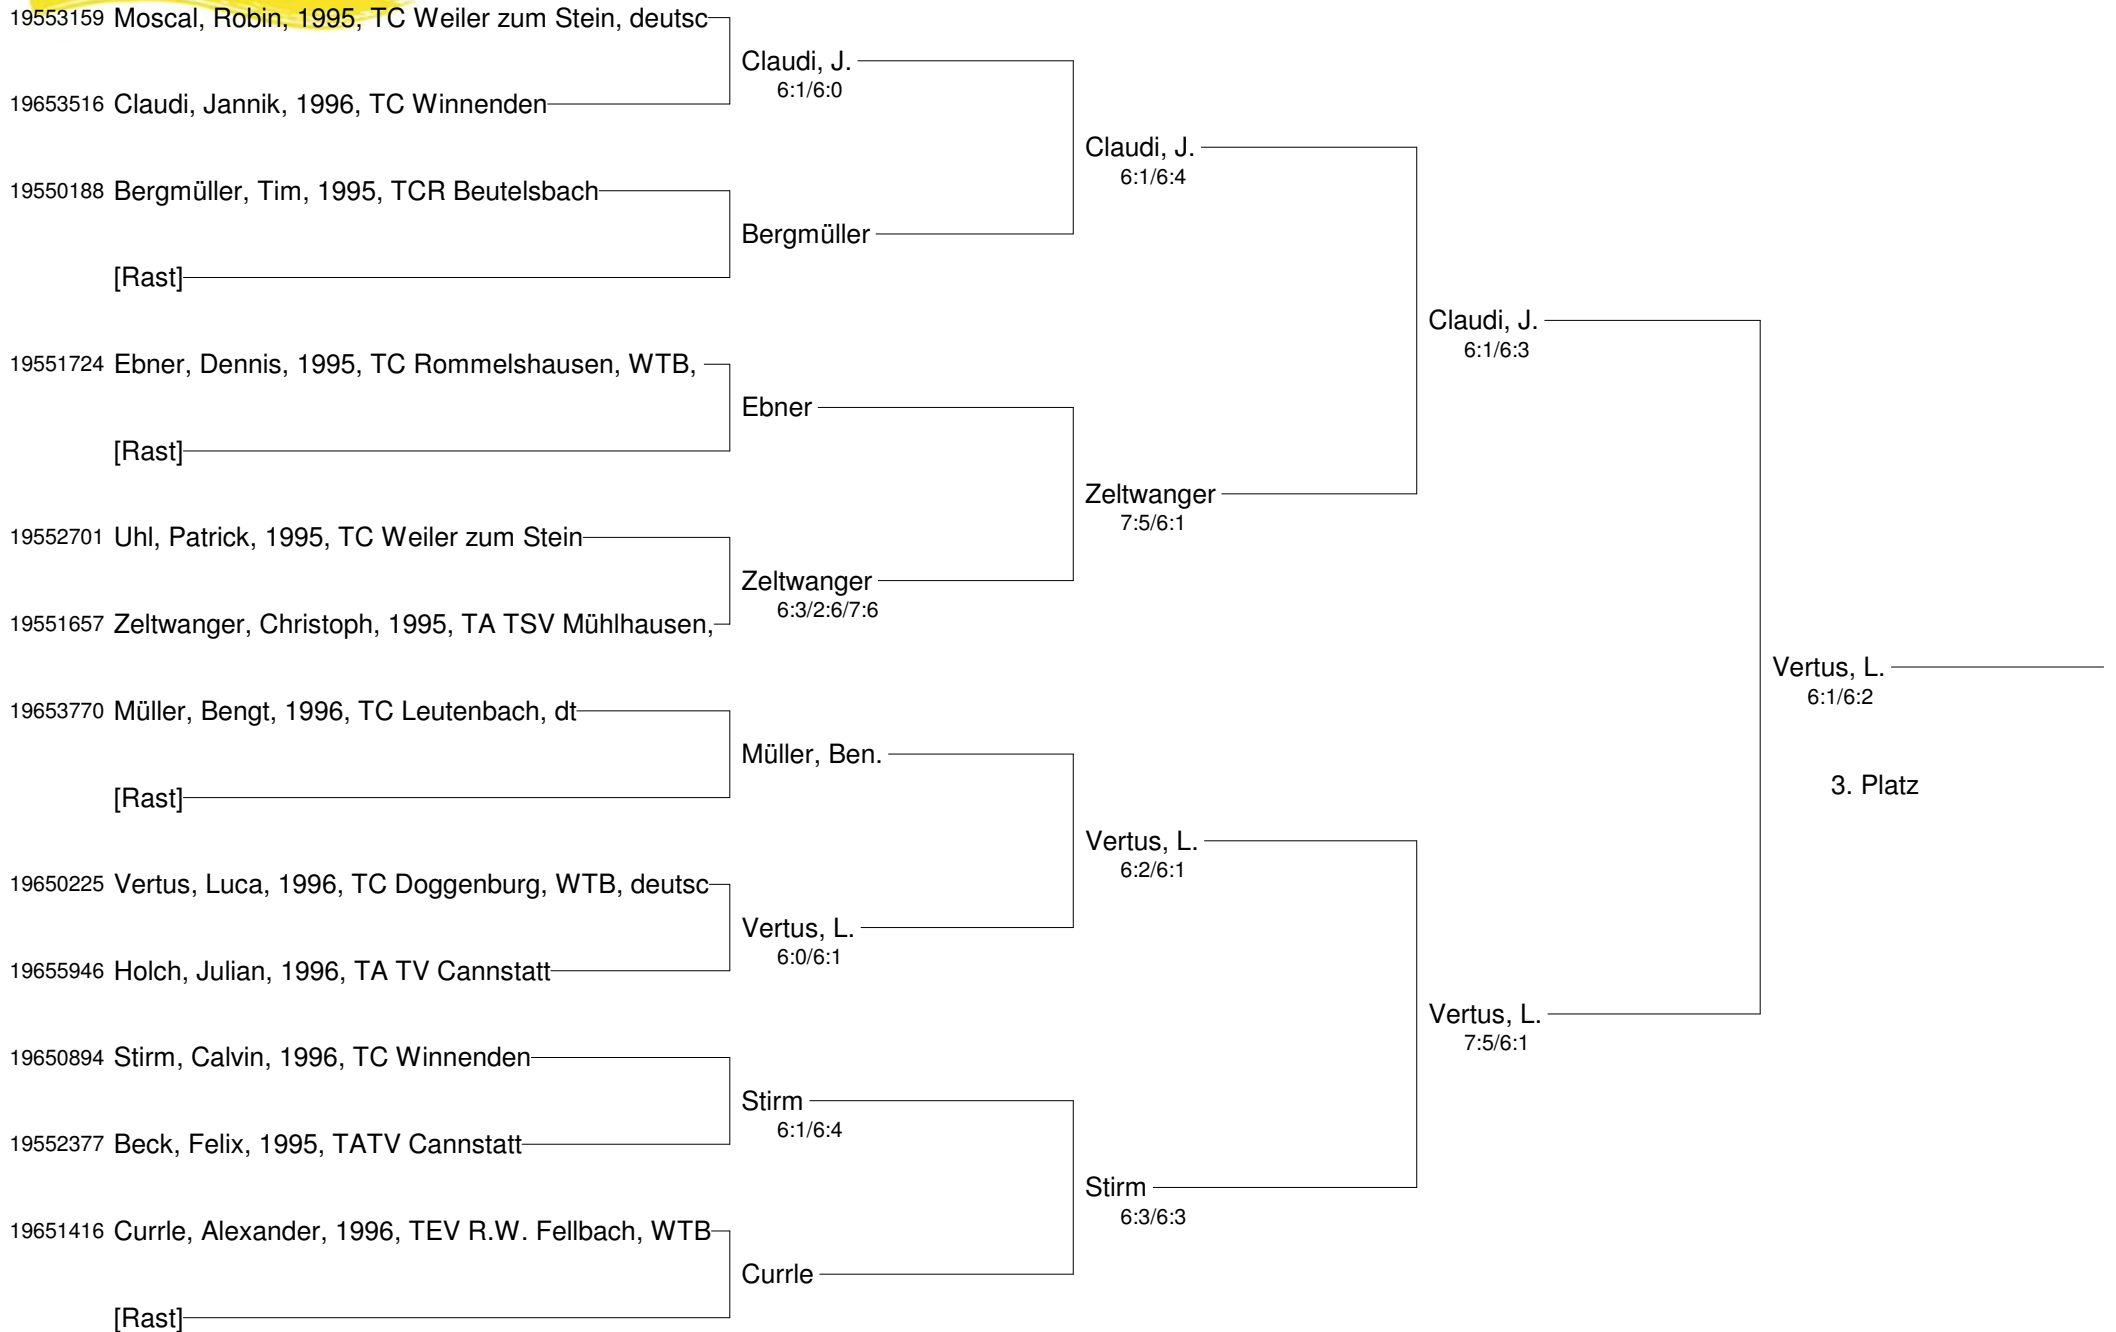 19553159 Moscal, Robin, 1995, TC Weiler zum Stein, deutsc
Claudi, J.
6:1/6:0
19653516 Claudi, Jannik, 1996, TC Winnenden
Claudi, J.
6:1/6:4
19550188 Bergmüller, Tim, 1995, TCR Beutelsbach
Bergmüller
[Rast]
Claudi, J.
6:1/6:3
19551724 Ebner, Dennis, 1995, TC Rommelshausen, WTB,
Ebner
[Rast]
Zeltwanger
7:5/6:1
19552701 Uhl, Patrick, 1995, TC Weiler zum Stein
Zeltwanger
6:3/2:6/7:6
19551657 Zeltwanger, Christoph, 1995, TA TSV Mühlhausen,
Vertus, L.
6:1/6:2
19653770 Müller, Bengt, 1996, TC Leutenbach, dt
Müller, Ben.
3. Platz
[Rast]
Vertus, L.
6:2/6:1
19650225 Vertus, Luca, 1996, TC Doggenburg, WTB, deutsc
Vertus, L.
6:0/6:1
19655946 Holch, Julian, 1996, TA TV Cannstatt
Vertus, L.
7:5/6:1
19650894 Stirm, Calvin, 1996, TC Winnenden
Stirm
6:1/6:4
19552377 Beck, Felix, 1995, TATV Cannstatt
Stirm
6:3/6:3
19651416 Currle, Alexander, 1996, TEV R.W. Fellbach, WTB
Currle
[Rast]